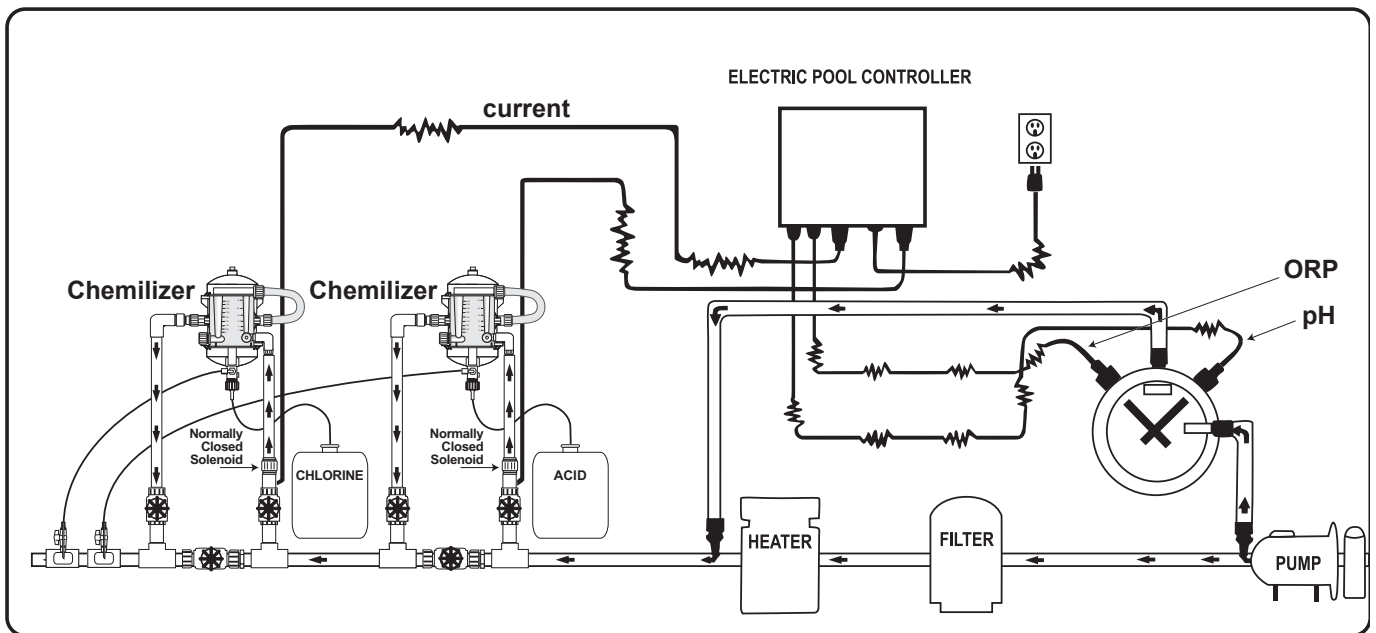 ELECTRIC POOL CONTROLLER
current
ORP
pH
Chemilizer
Chemilizer
Normally
Closed
Solenoid
CHLORINE
Normally
Closed
Solenoid
ACID
HEATER
FILTER
PUMP